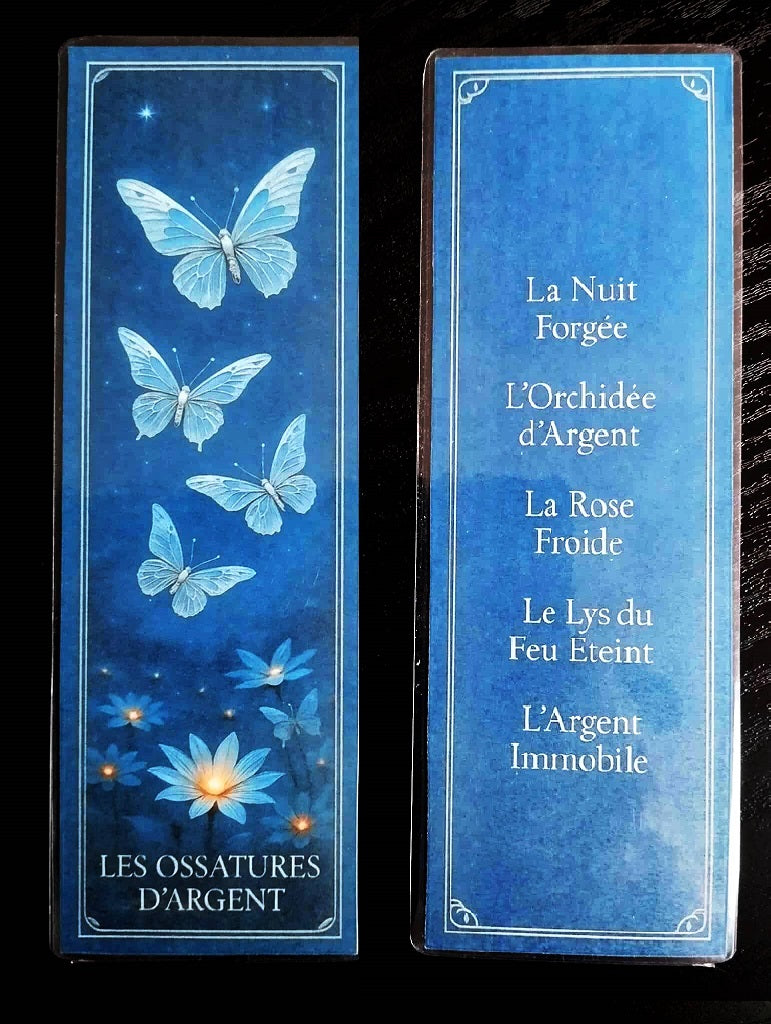 LES OSSATURES
D'ARGENT
La Nuit
Forgée
L'Orchidée
d'Argent
La Rose
Froide
Le Lys du
Feu Eteint
L'Argent
Immobile